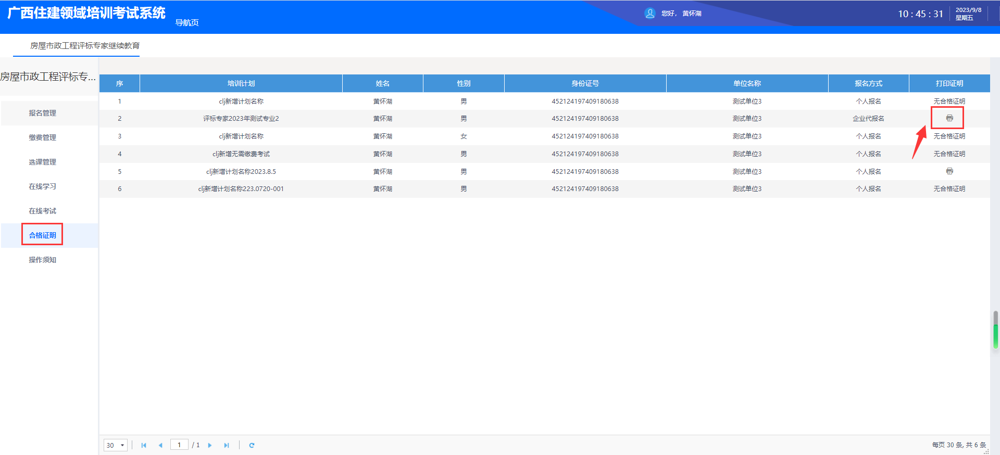 广西住建领域培训考试系统
导航页
您好， 黄怀湖
10 : 45 : 31
2023/9/8
星期五
房屋市政工程评标专家继续教育
房屋市政工程评标专...
报名管理
缴费管理
选课管理
在线学习
在线考试
合格证明
操作须知
序 培训计划 姓名 性别 身份证号 单位名称 报名方式 打印证明
1 clj新增计划名称 黄怀湖 男 452124197409180638 测试单位3 个人报名 无合格证明
2 评标专家2023年测试专业2 黄怀湖 男 452124197409180638 测试单位3 企业代报名
3 clj新增计划名称 黄怀湖 女 452124197409180638 测试单位3 个人报名 无合格证明
4 clj新增无需缴费考试 黄怀湖 男 452124197409180638 测试单位3 个人报名 无合格证明
5 clj新增计划名称2023.8.5 黄怀湖 男 452124197409180638 测试单位3 个人报名
6 clj新增计划名称223.0720-001 黄怀湖 男 452124197409180638 测试单位3 个人报名 无合格证明
30 1 / 1 每页 30 条, 共 6 条